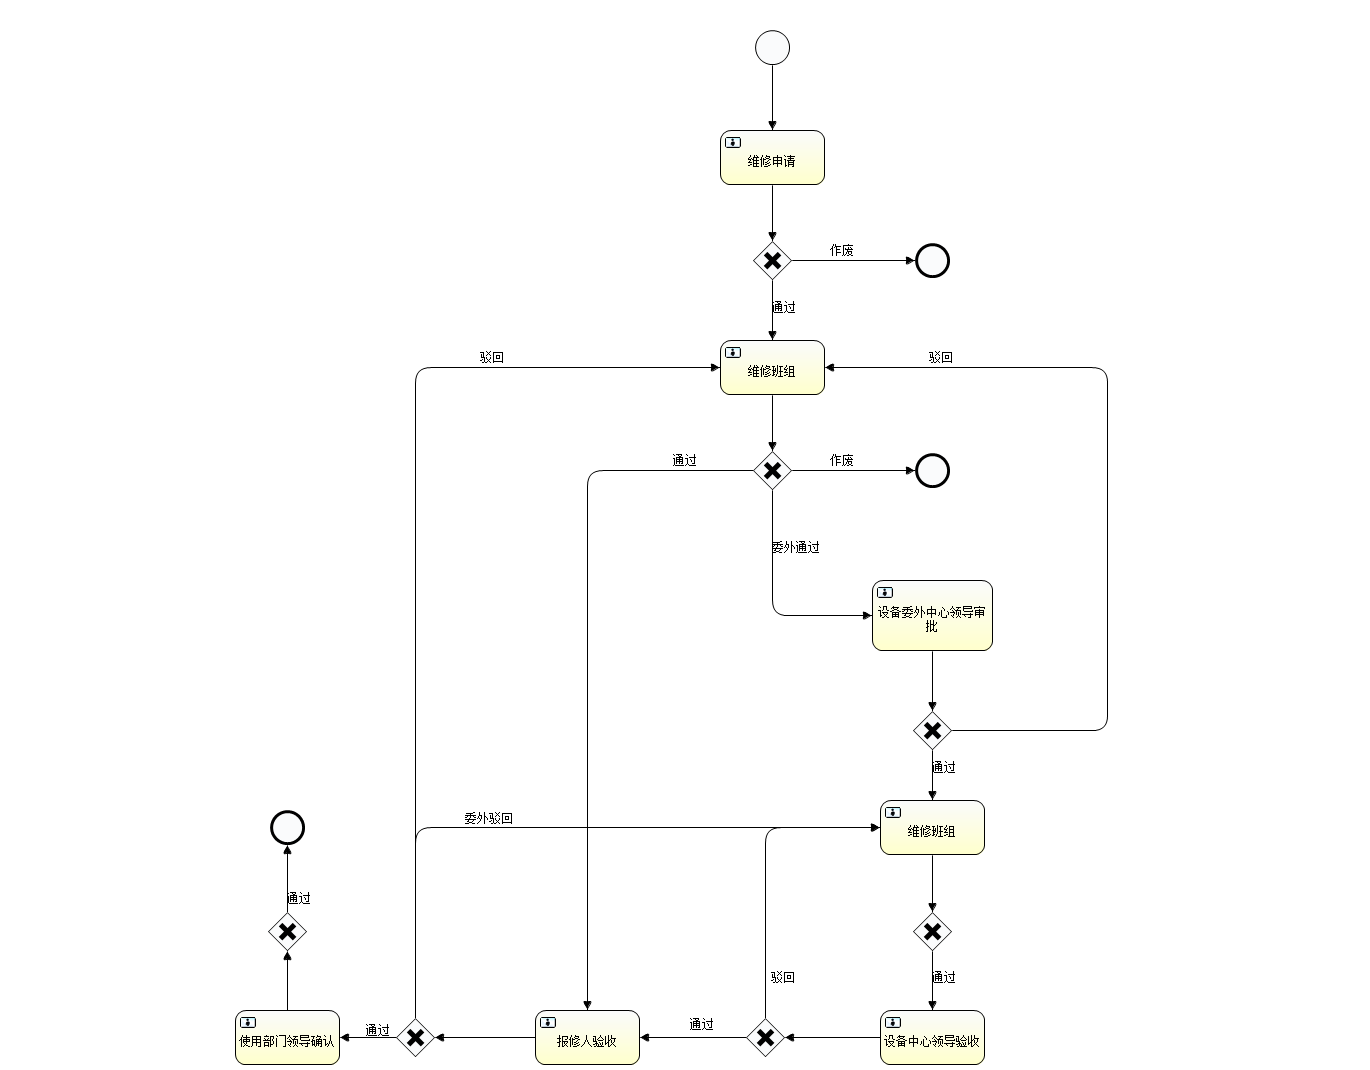 维修申请
作废
通过
驳回
维修班组
驳回
通过
作废
委外通过
设备委外中心领导审
批
通过
委外驳回
维修班组
通过
驳回
通过
使用部门领导确认
通过
报修人验收
通过
设备中心领导验收